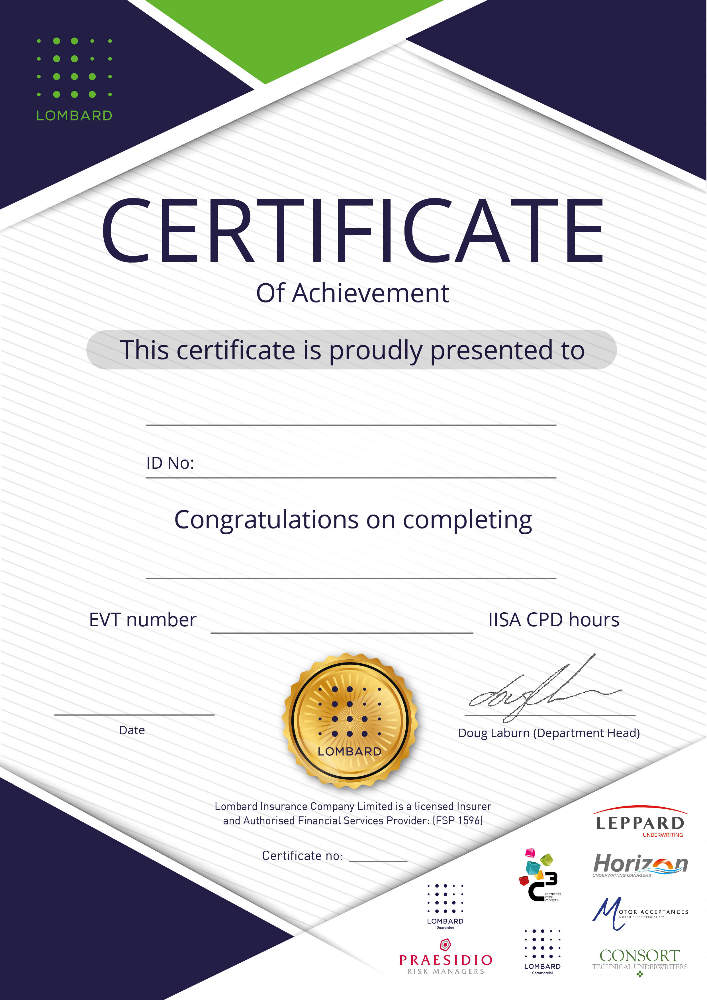 LOMBARD
CERTIFICATE
Of Achievement
This certificate is proudly presented to
ID No:
Congratulations on completing
EVT number
IISA CPD hours
LOMBARD
Date
Doug Laburn (Department Head)
Lombard Insurance Company Limited is a licensed Insurer
and Authorised Financial Services Provider: (FSP 1596)
Certificate no:
LEPPARD
UNDERWRITING
C3
commercial
crime
concepts
Horizon
UNDERWRITING MANAGERS
LOMBARD
Guarantee
MOTOR ACCEPTANCES
MOTOR FLEET SPECIALISTS
PRAESIDIO
RISK MANAGERS
LOMBARD
Commercial
CONSORT
TECHNICAL UNDERWRITERS